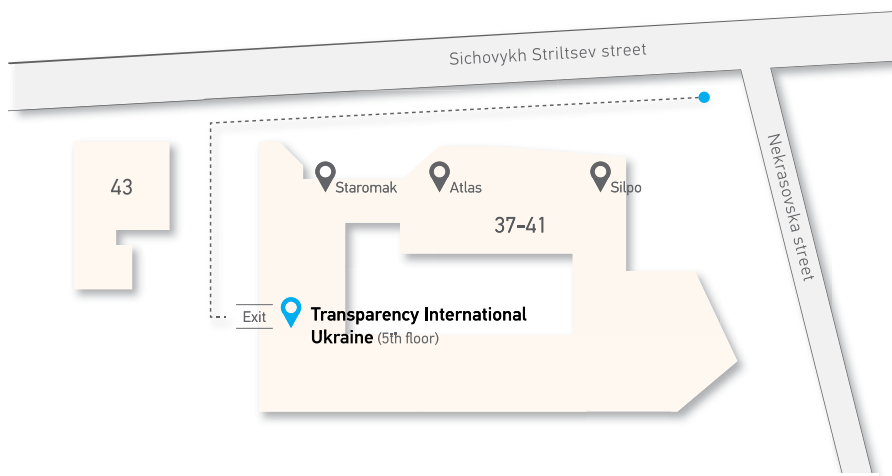 Sichovykh Striltsev street
Nekrasovska street
43
Staromak
Atlas
Silpo
37-41
Exit
Transparency International
Ukraine (5th floor)